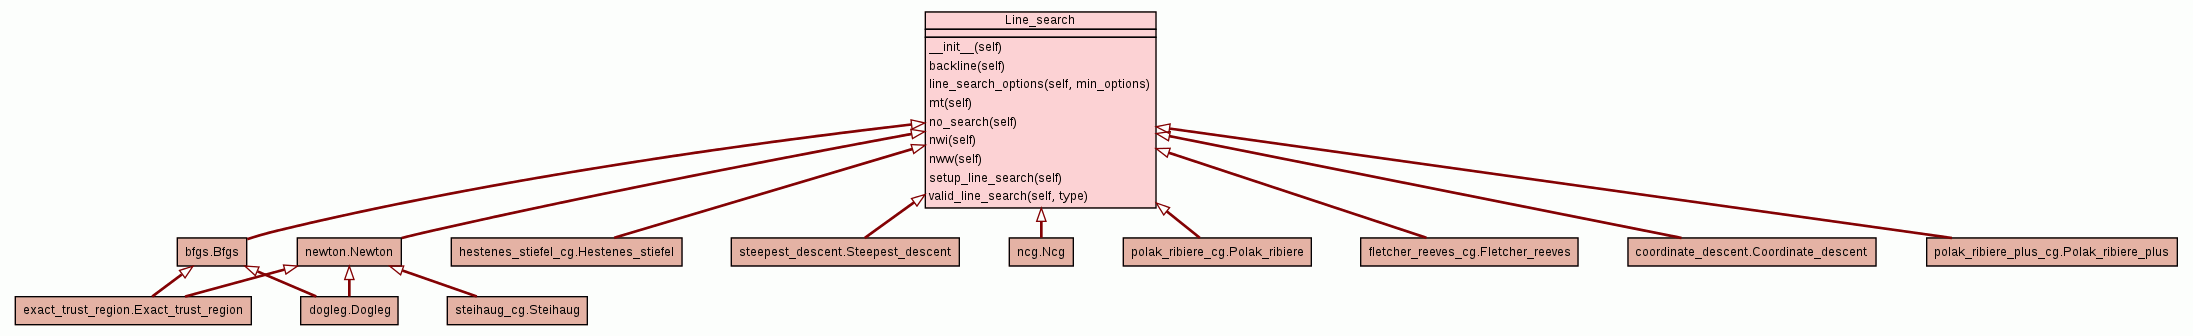 Line_search
__init__(self)
backline(self)
line_search_options(self, min_options)
mt(self)
no_search(self)
nwi(self)
nww(self)
setup_line_search(self)
valid_line_search(self, type)
bfgs.Bfgs
newton.Newton
hestenes_stiefel_cg.Hestenes_stiefel
steepest_descent.Steepest_descent
ncg.Ncg
polak_ribiere_cg.Polak_ribiere
fletcher_reeves_cg.Fletcher_reeves
coordinate_descent.Coordinate_descent
polak_ribiere_plus_cg.Polak_ribiere_plus
exact_trust_region.Exact_trust_region
dogleg.Dogleg
steihaug_cg.Steihaug